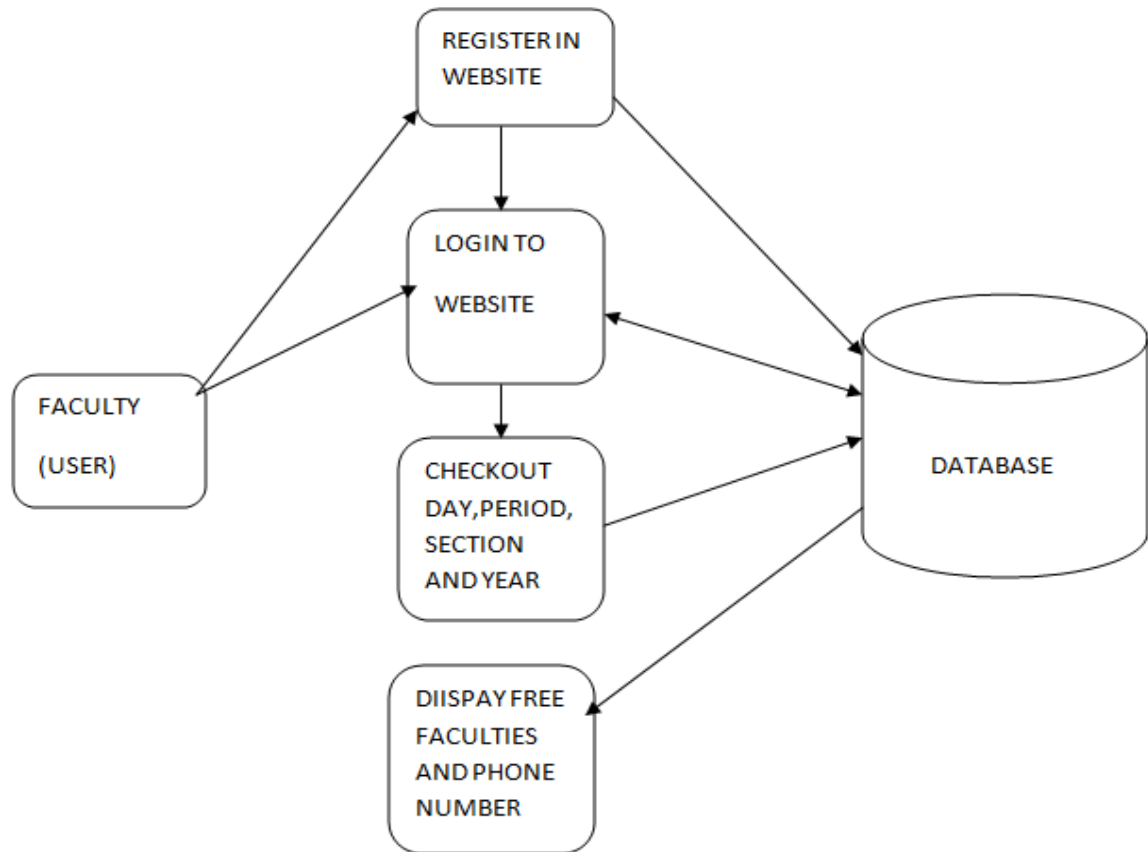 REGISTER IN
WEBSITE
LOGIN TO
WEBSITE
FACULTY
(USER)
CHECKOUT
DAY,PERIOD,
SECTION
AND YEAR
DATABASE
DIISPAY FREE
FACULTIES
AND PHONE
NUMBER